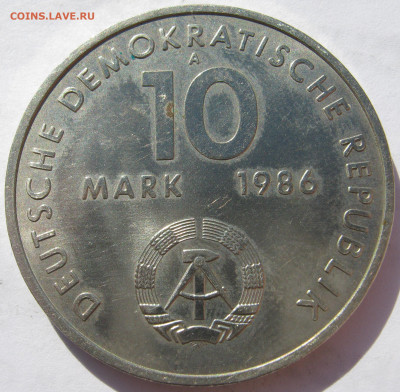 COINS.LAVE.RU
DEUTSCHE DEMOKRATISCHE REPUBLIK
A
10
MARK 1986